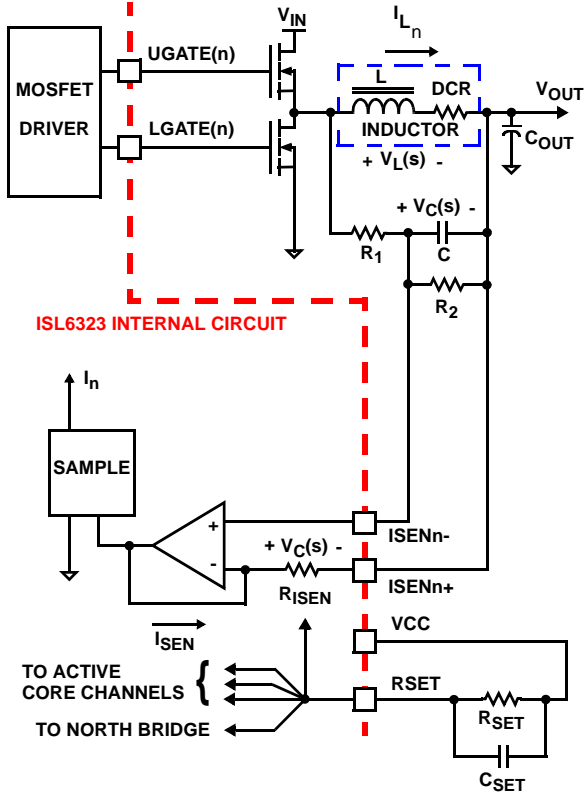 VIN
ILn
UGATE(n)
L
DCR
VOUT
MOSFET
DRIVER
LGATE(n)
INDUCTOR
COUT
+ VL(s) -
+ VC(s) -
R1
C
R2
ISL6323 INTERNAL CIRCUIT
In
SAMPLE
+
-
ISENn-
+ VC(s) -
RISEN
ISENn+
ISEN
VCC
TO ACTIVE
CORE CHANNELS
{
RSET
RSET
TO NORTH BRIDGE
CSET